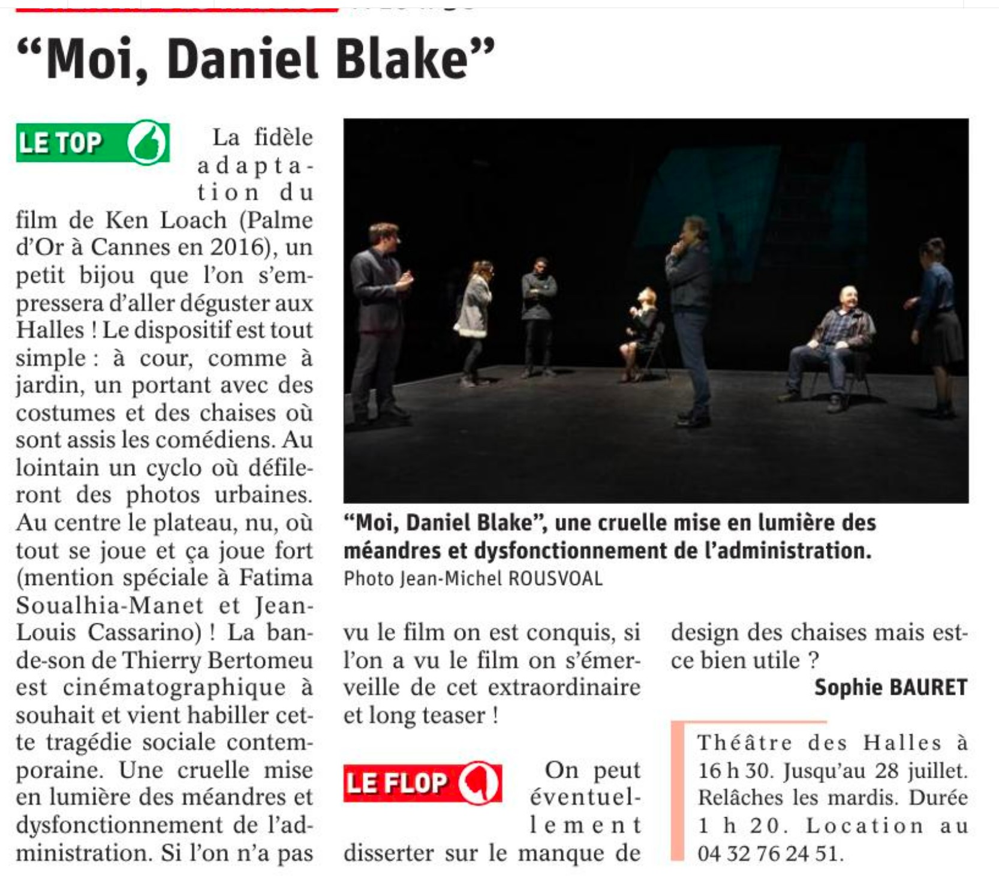 “Moi, Daniel Blake”
LE TOP
La fidèle
adapta-
tion du
film de Ken Loach (Palme
d’Or à Cannes en 2016), un
petit bijou que l’on s’em-
pressera d’aller déguster aux
Halles ! Le dispositif est tout
simple : à cour, comme à
jardin, un portant avec des
costumes et des chaises où
sont assis les comédiens. Au
lointain un cyclo où défile-
ront des photos urbaines.
Au centre le plateau, nu, où
tout se joue et ça joue fort
(mention spéciale à Fatima
Soualhia-Manet et Jean-
Louis Cassarino) ! La ban-
de-son de Thierry Bertomeu
est cinématographique à
souhait et vient habiller cet-
te tragédie sociale contem-
poraine. Une cruelle mise
en lumière des méandres et
dysfonctionnement de l’ad-
ministration. Si l’on n’a pas
“Moi, Daniel Blake”, une cruelle mise en lumière des
méandres et dysfonctionnement de l’administration.
Photo Jean-Michel ROUSVOAL
vu le film on est conquis, si
l’on a vu le film on s’émer-
veille de cet extraordinaire
et long teaser !
LE FLOP
On peut
éventuel-
lement
disserter sur le manque de
design des chaises mais est-
ce bien utile ?
Sophie BAURET
Théâtre des Halles à
16 h 30. Jusqu’au 28 juillet.
Relâches les mardis. Durée
1 h 20. Location au
04 32 76 24 51.